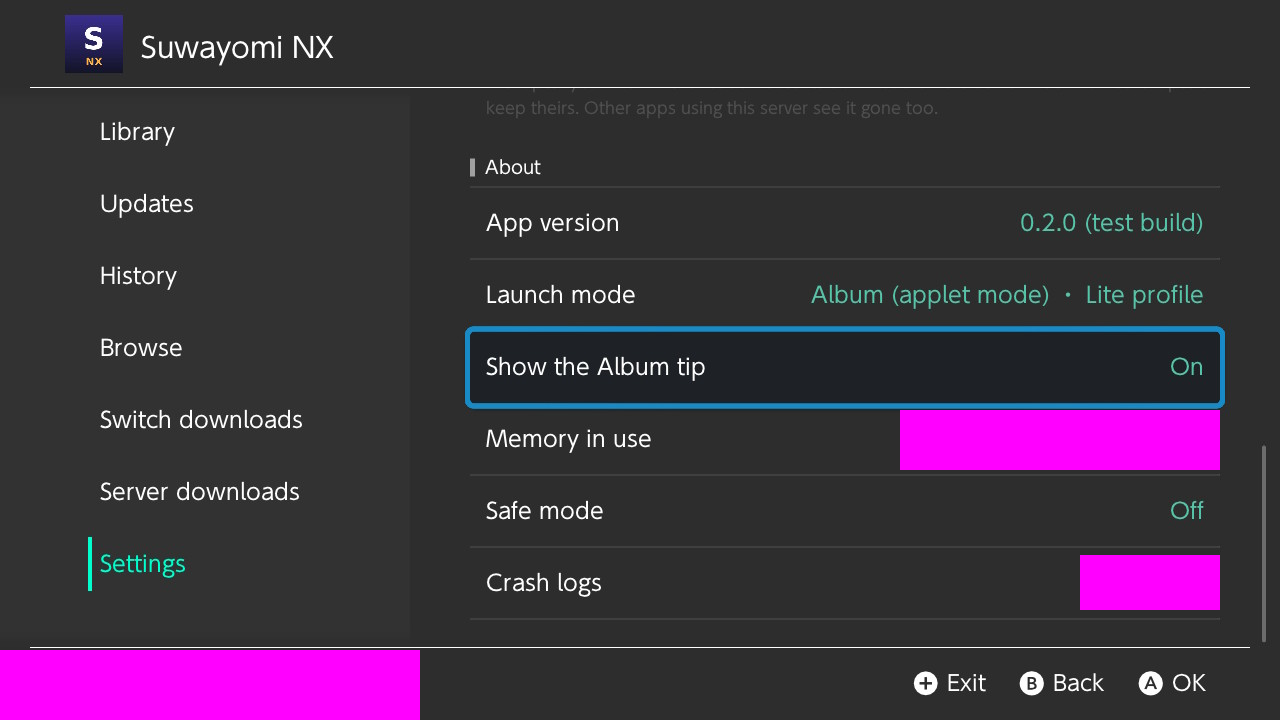 S
NX
Suwayomi NX
Library
Updates
History
Browse
Switch downloads
Server downloads
Settings
keep theirs. Other apps using this server see it gone too.
About
App version 0.2.0 (test build)
Launch mode Album (applet mode) • Lite profile
Show the Album tip On
Memory in use
Safe mode Off
Crash logs
+ Exit B Back A OK